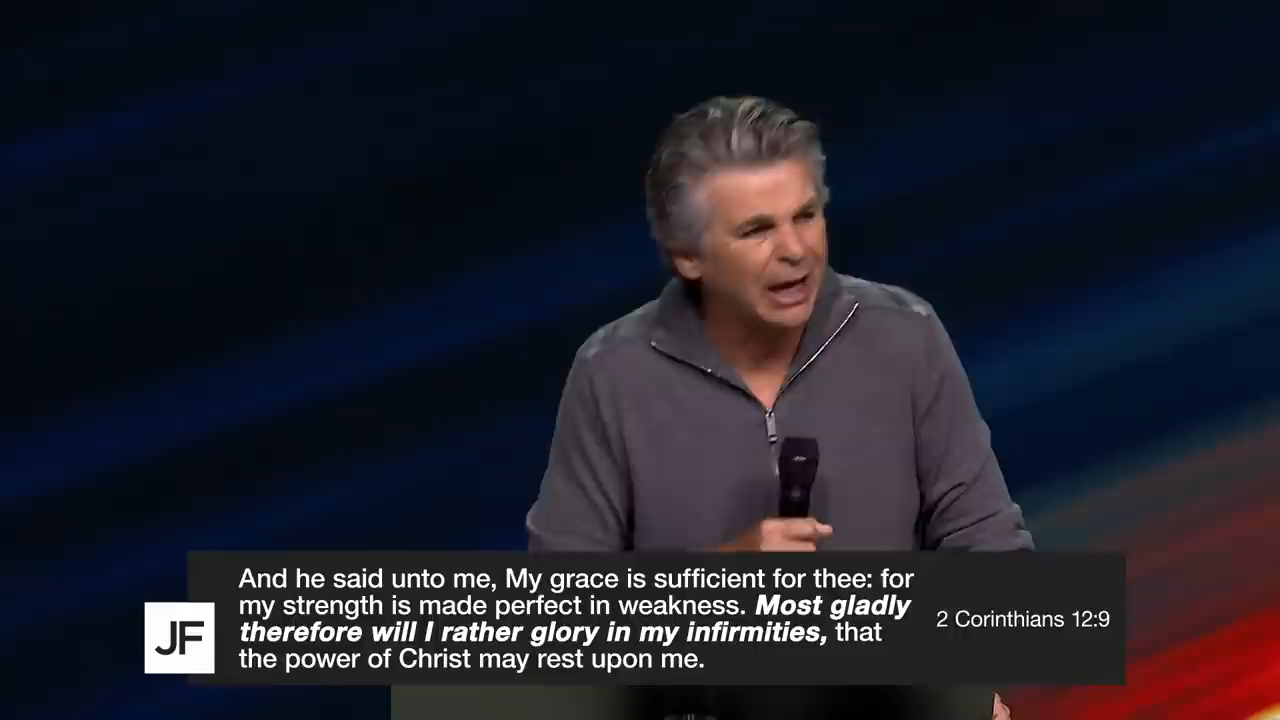 And he said unto me, My grace is sufficient for thee: for
my strength is made perfect in weakness. Most gladly
therefore will I rather glory in my infirmities, that
the power of Christ may rest upon me.
2 Corinthians 12:9
JF